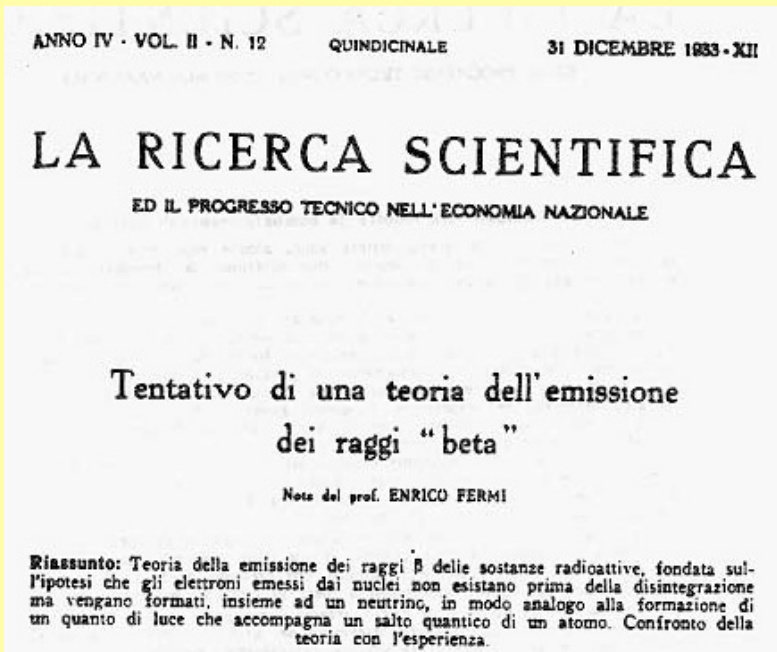 ANNO IV - VOL. II - N. 12 QUINDICINALE 31 DICEMBRE 1933-XII
LA RICERCA SCIENTIFICA
ED IL PROGRESSO TECNICO NELL'ECONOMIA NAZIONALE
Tentativo di una teoria dell'emissione
dei raggi "beta"
Note del prof. ENRICO FERMI
Riassunto: Teoria della emissione dei raggi β delle sostanze radioattive, fondata sul-
l'ipotesi che gli elettroni emessi dai nuclei non esistano prima della disintegrazione
ma vengano formati, insieme ad un neutrino, in modo analogo alla formazione di
un quanto di luce che accompagna un salto quantico di un atomo. Confronto della
teoria con l'esperienza.